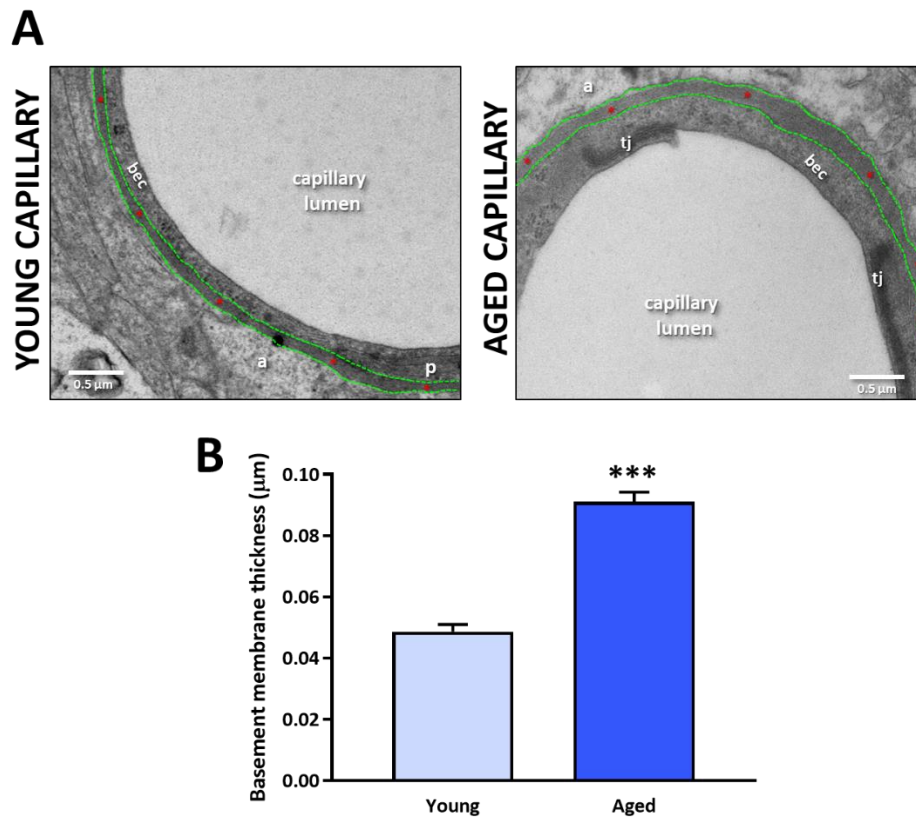 A
YOUNG CAPILLARY
bec
capillary
lumen
a
p
0.5 µm
AGED CAPILLARY
a
tj
bec
tj
capillary
lumen
0.5 µm
B
Basement membrane thickness (µm)
0.10
0.08
0.06
0.04
0.02
0.00
***
Young
Aged